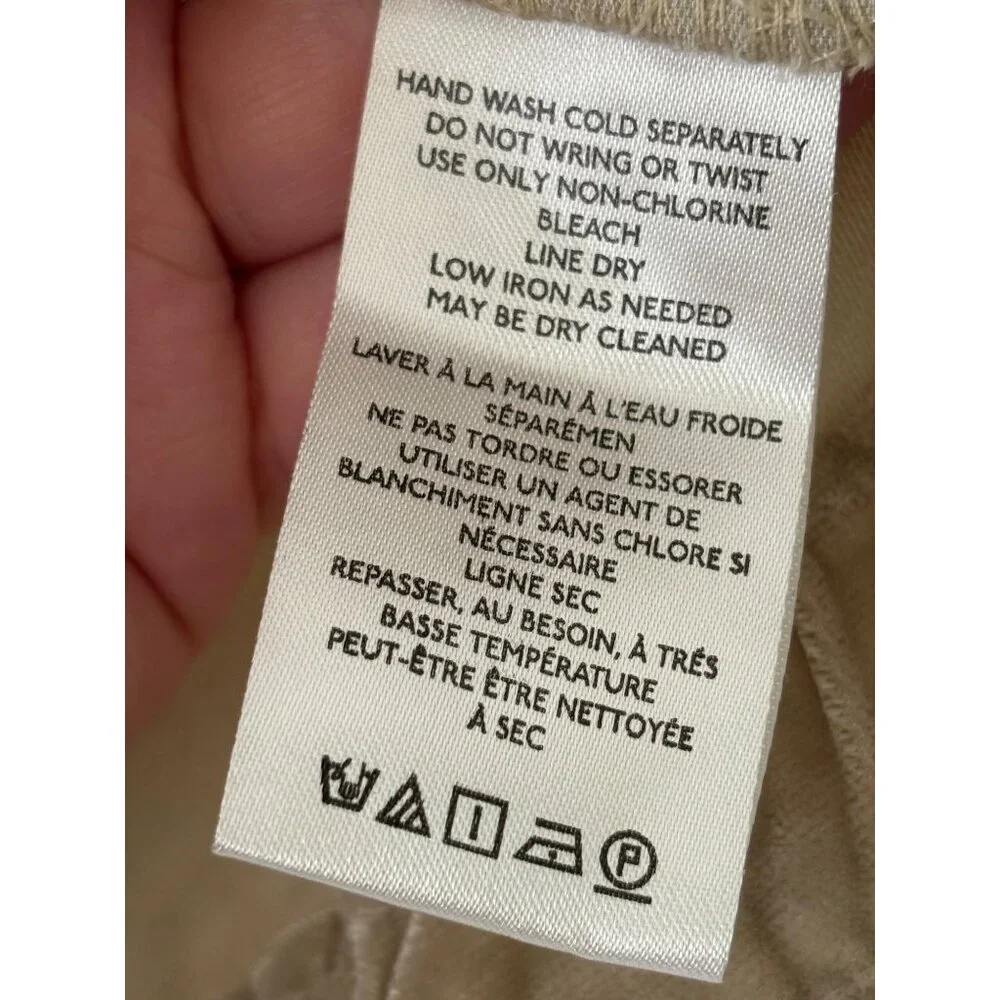 HAND WASH COLD SEPARATELY
DO NOT WRING OR TWIST
USE ONLY NON-CHLORINE
BLEACH
LINE DRY
LOW IRON AS NEEDED
MAY BE DRY CLEANED
LAVER À LA MAIN À L'EAU FROIDE
SÉPARÉMEN
NE PAS TORDRE OU ESSORER
UTILISER UN AGENT DE
BLANCHIMENT SANS CHLORE SI
NÉCESSAIRE
LIGNE SEC
REPASSER, AU BESOIN, À TRÉS
BASSE TEMPÉRATURE
PEUT-ÊTRE ÊTRE NETTOYÉE
À SEC
P